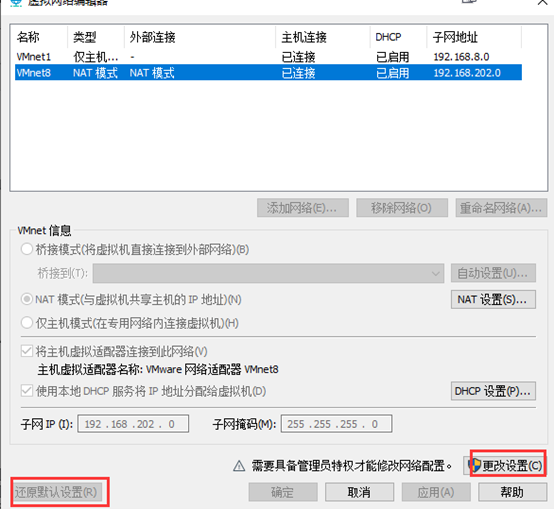 虚拟网络编辑器
名称 类型 外部连接 主机连接 DHCP 子网地址
VMnet1 仅主机... - 已连接 已启用 192.168.8.0
VMnet8 NAT 模式 NAT 模式 已连接 已启用 192.168.202.0
添加网络(E)... 移除网络(O) 重命名网络(A)...
VMnet 信息
桥接模式(将虚拟机直接连接到外部网络)(B)
桥接到(T): 自动设置(U)...
NAT 模式(与虚拟机共享主机的 IP 地址)(N) NAT 设置(S)...
仅主机模式(在专用网络内连接虚拟机)(H)
将主机虚拟适配器连接到此网络(V)
主机虚拟适配器名称: VMware 网络适配器 VMnet8
使用本地 DHCP 服务将 IP 地址分配给虚拟机(D) DHCP 设置(P)...
子网 IP (I): 192 .168 .202 . 0 子网掩码(M): 255 .255 .255 . 0
需要具备管理员特权才能修改网络配置。 更改设置(C)
还原默认设置(R) 确定 取消 应用(A) 帮助